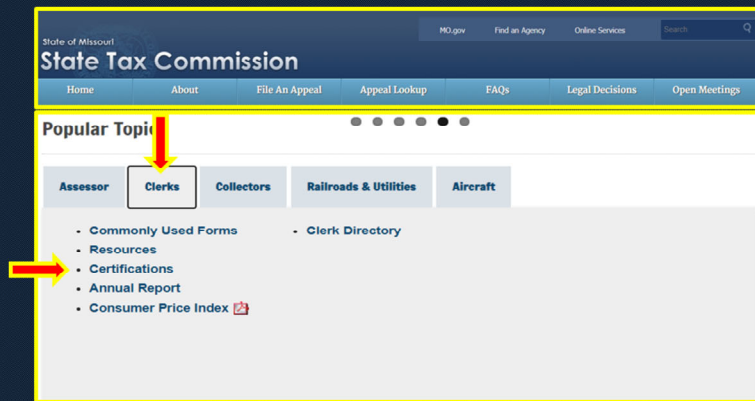 MO.gov Find an Agency Online Services Search
State of Missouri
State Tax Commission
Home About File An Appeal Appeal Lookup FAQs Legal Decisions Open Meetings
Popular Topi
Assessor Clerks Collectors Railroads & Utilities Aircraft
Commonly Used Forms
Resources
Certifications
Annual Report
Consumer Price Index
Clerk Directory